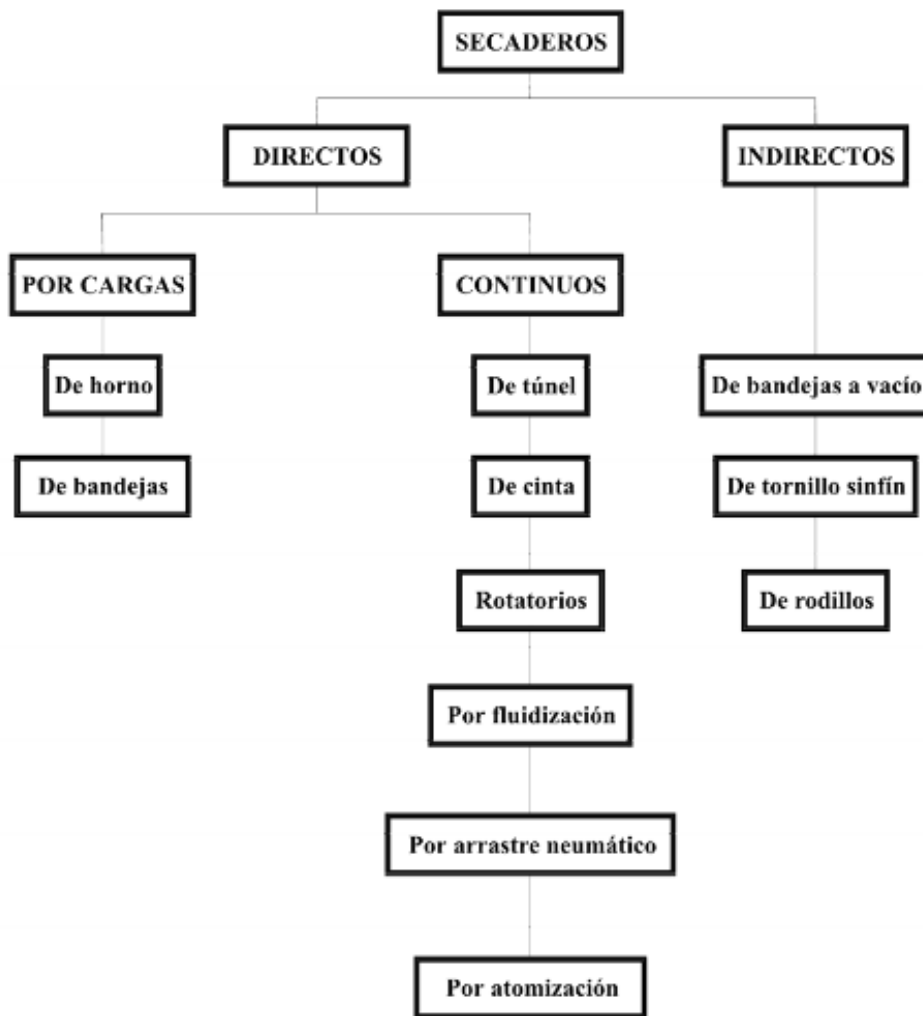 SECADEROS
DIRECTOS
INDIRECTOS
POR CARGAS
CONTINUOS
De horno
De túnel
De bandejas a vacío
De bandejas
De cinta
De tornillo sinfín
Rotatorios
De rodillos
Por fluidización
Por arrastre neumático
Por atomización